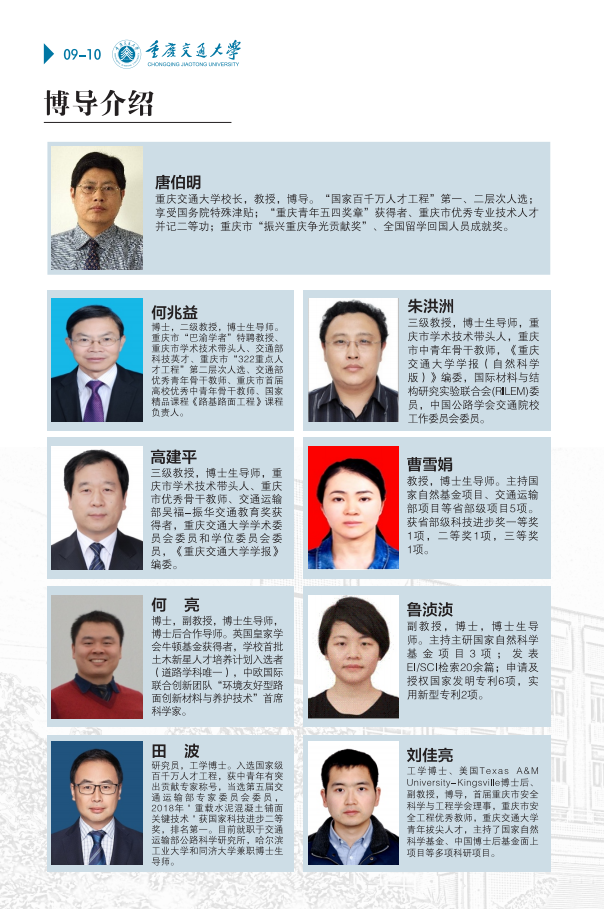 09-10
重庆交通大学
CHONGQING JIAOTONG UNIVERSITY
博导介绍
唐伯明
重庆交通大学校长，教授，博导。“国家百千万人才工程”第一、二层次人选；
享受国务院特殊津贴；“重庆青年五四奖章”获得者、重庆市优秀专业技术人才
并记二等功；重庆市“振兴重庆争光贡献奖”、全国留学回国人员成就奖。
何兆益
博士，二级教授，博士生导师。
重庆市“巴渝学者”特聘教授、
重庆市学术技术带头人、交通部
科技英才、重庆市“322重点人
才工程”第二层次人选、交通部
优秀青年骨干教师、重庆市首届
高校优秀中青年骨干教师、国家
精品课程《路基路面工程》课程
负责人。
朱洪洲
三级教授，博士生导师，重
庆市学术技术带头人，重庆
市中青年骨干教师，《重庆
交通大学学报（自然科学
版）》编委，国际材料与结
构研究实验联合会(RILEM)委
员，中国公路学会交通院校
工作委员会委员。
高建平
三级教授，博士生导师，重
庆市学术技术带头人、重庆
市优秀骨干教师、交通运输
部吴福-振华交通教育奖获
得者，重庆交通大学学术委
员会委员和学位委员会委
员，《重庆交通大学学报》
编委。
曹雪娟
教授，博士生导师。主持国
家自然基金项目、交通运输
部项目等省部级项目5项。
获省部级科技进步奖一等奖
1项，二等奖1项，三等奖
1项。
何　亮
博士，副教授，博士生导师，
博士后合作导师。英国皇家学
会牛顿基金获得者，学校首批
土木新星人才培养计划入选者
（道路学科唯一），中欧国际
联合创新团队“环境友好型路
面创新材料与养护技术”首席
科学家。
鲁浈浈
副教授，博士，博士生导
师。主持主研国家自然科学
基金项目3项；发表
EI/SCI检索20余篇；申请及
授权国家发明专利6项，实
用新型专利2项。
田　波
研究员，工学博士。入选国家级
百千万人才工程，获中青年有突
出贡献专家称号，当选第五届交
通运输部专家委员会委员，
2018年＇重载水泥混凝土铺面
关键技术＇获国家科技进步二等
奖，排名第一。目前就职于交通
运输部公路科学研究所，哈尔滨
工业大学和同济大学兼职博士生
导师。
刘佳亮
工学博士、美国Texas A&M
University-Kingsville博士后、
副教授，博导，首届重庆市安全
科学与工程学会理事，重庆市安
全工程优秀教师，重庆交通大学
青年拔尖人才，主持了国家自然
科学基金、中国博士后基金面上
项目等多项科研项目。